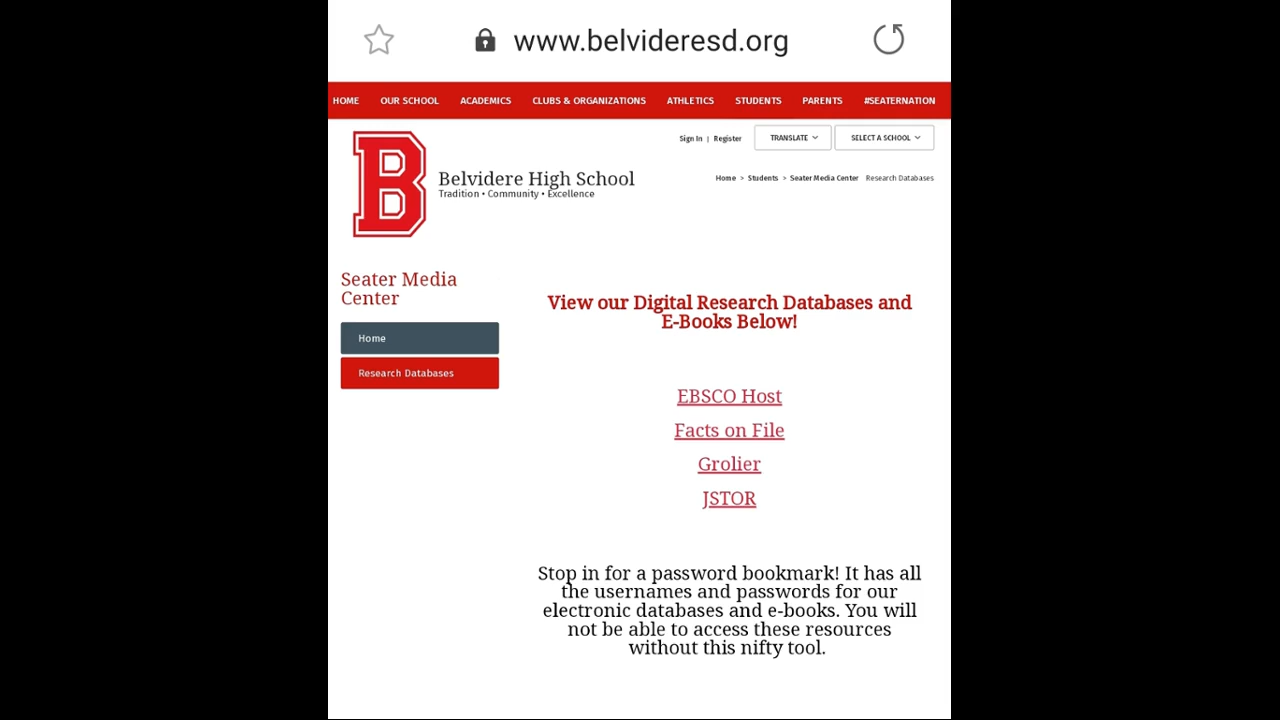 www.belvideresd.org
HOME OUR SCHOOL ACADEMICS CLUBS & ORGANIZATIONS ATHLETICS STUDENTS PARENTS #SEATERNATION
Sign In | Register TRANSLATE SELECT A SCHOOL
B
Belvidere High School
Tradition • Community • Excellence
Home > Students > Seater Media Center Research Databases
Seater Media
Center
Home
Research Databases
View our Digital Research Databases and
E-Books Below!
EBSCO Host
Facts on File
Grolier
JSTOR
Stop in for a password bookmark! It has all
the usernames and passwords for our
electronic databases and e-books. You will
not be able to access these resources
without this nifty tool.